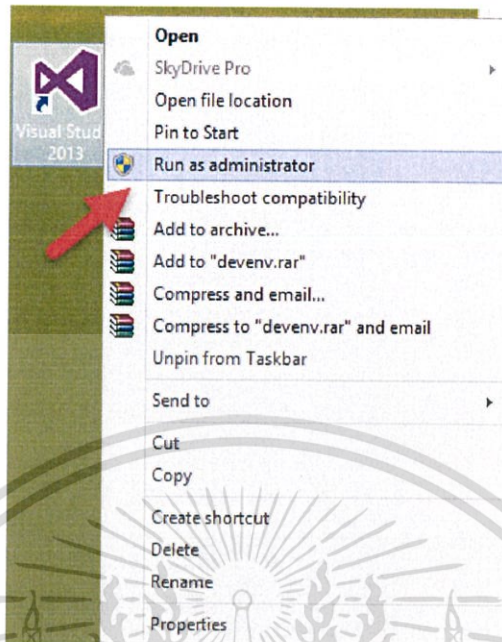 Visual Stud
2013
Open
SkyDrive Pro
Open file location
Pin to Start
Run as administrator
Troubleshoot compatibility
Add to archive...
Add to "devenv.rar"
Compress and email...
Compress to "devenv.rar" and email
Unpin from Taskbar
Send to
Cut
Copy
Create shortcut
Delete
Rename
Properties